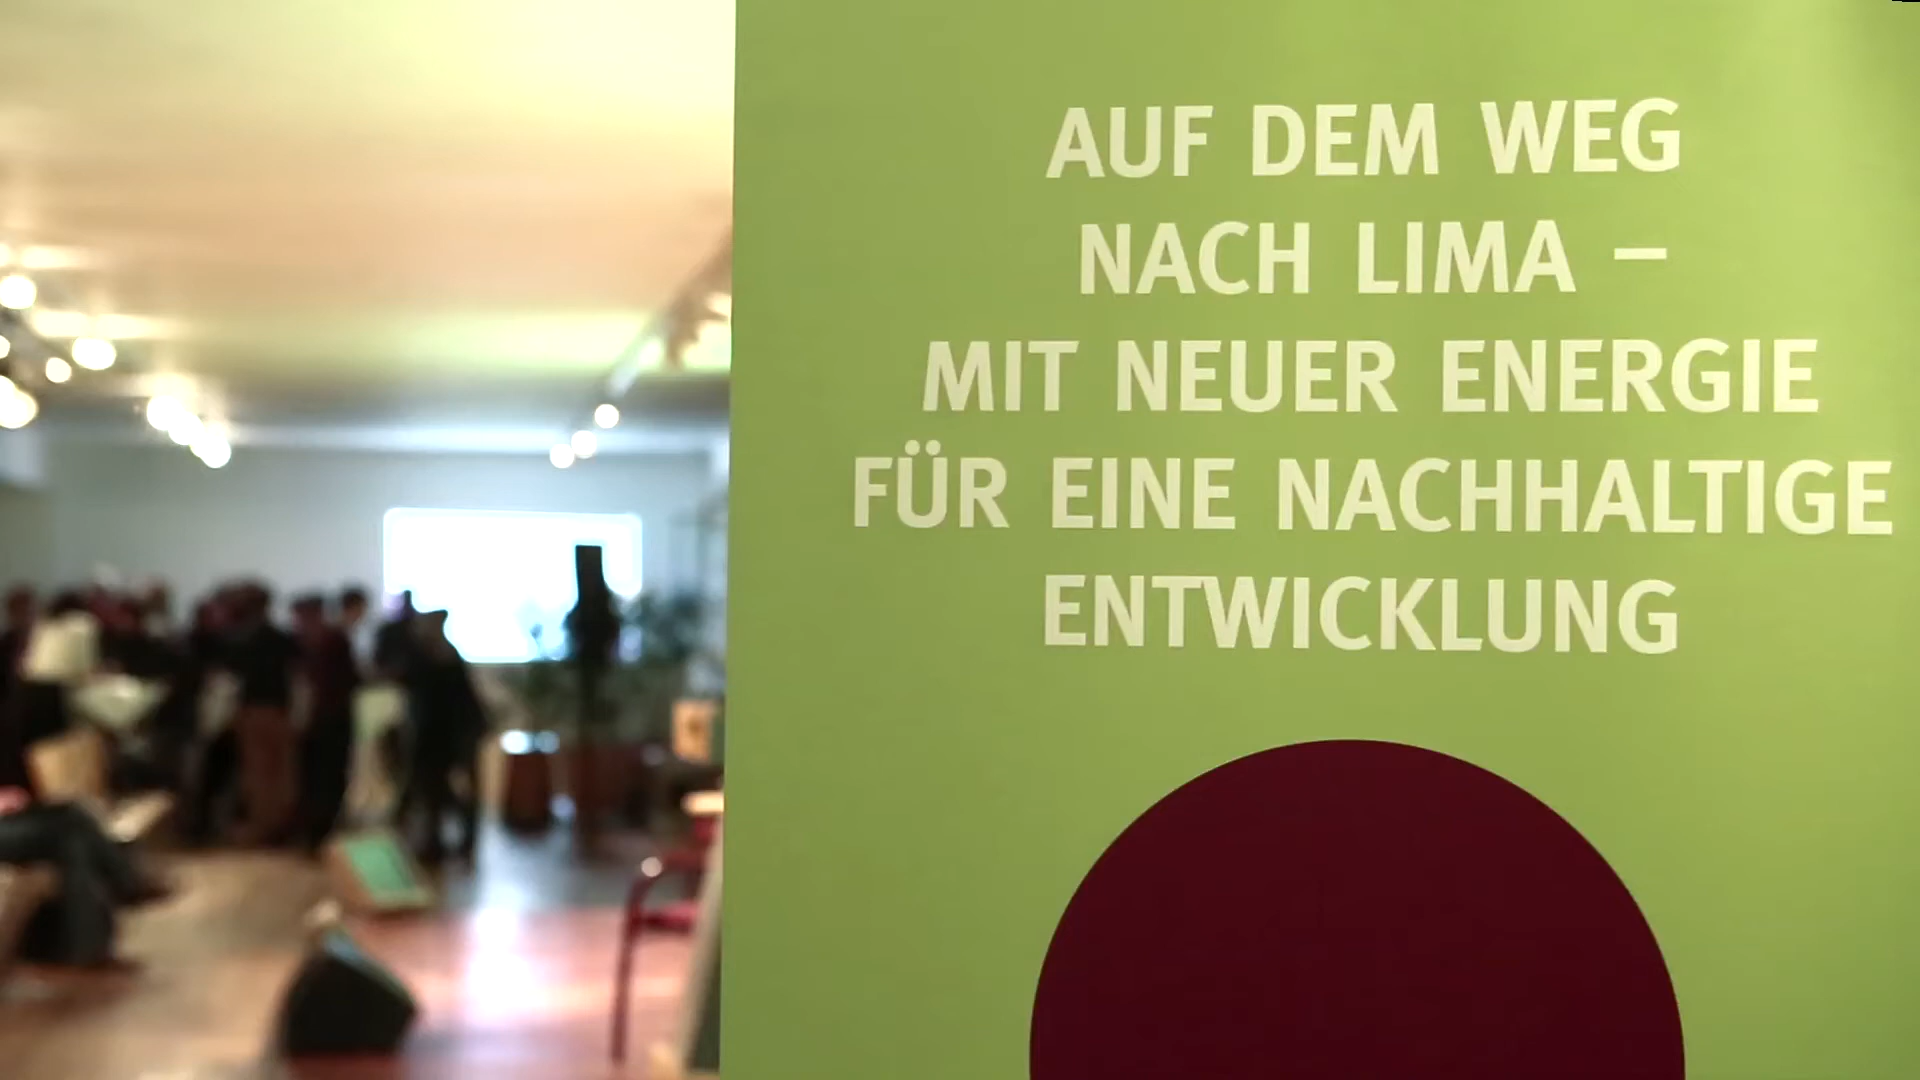 AUF DEM WEG
NACH LIMA –
MIT NEUER ENERGIE
FÜR EINE NACHHALTIGE
ENTWICKLUNG